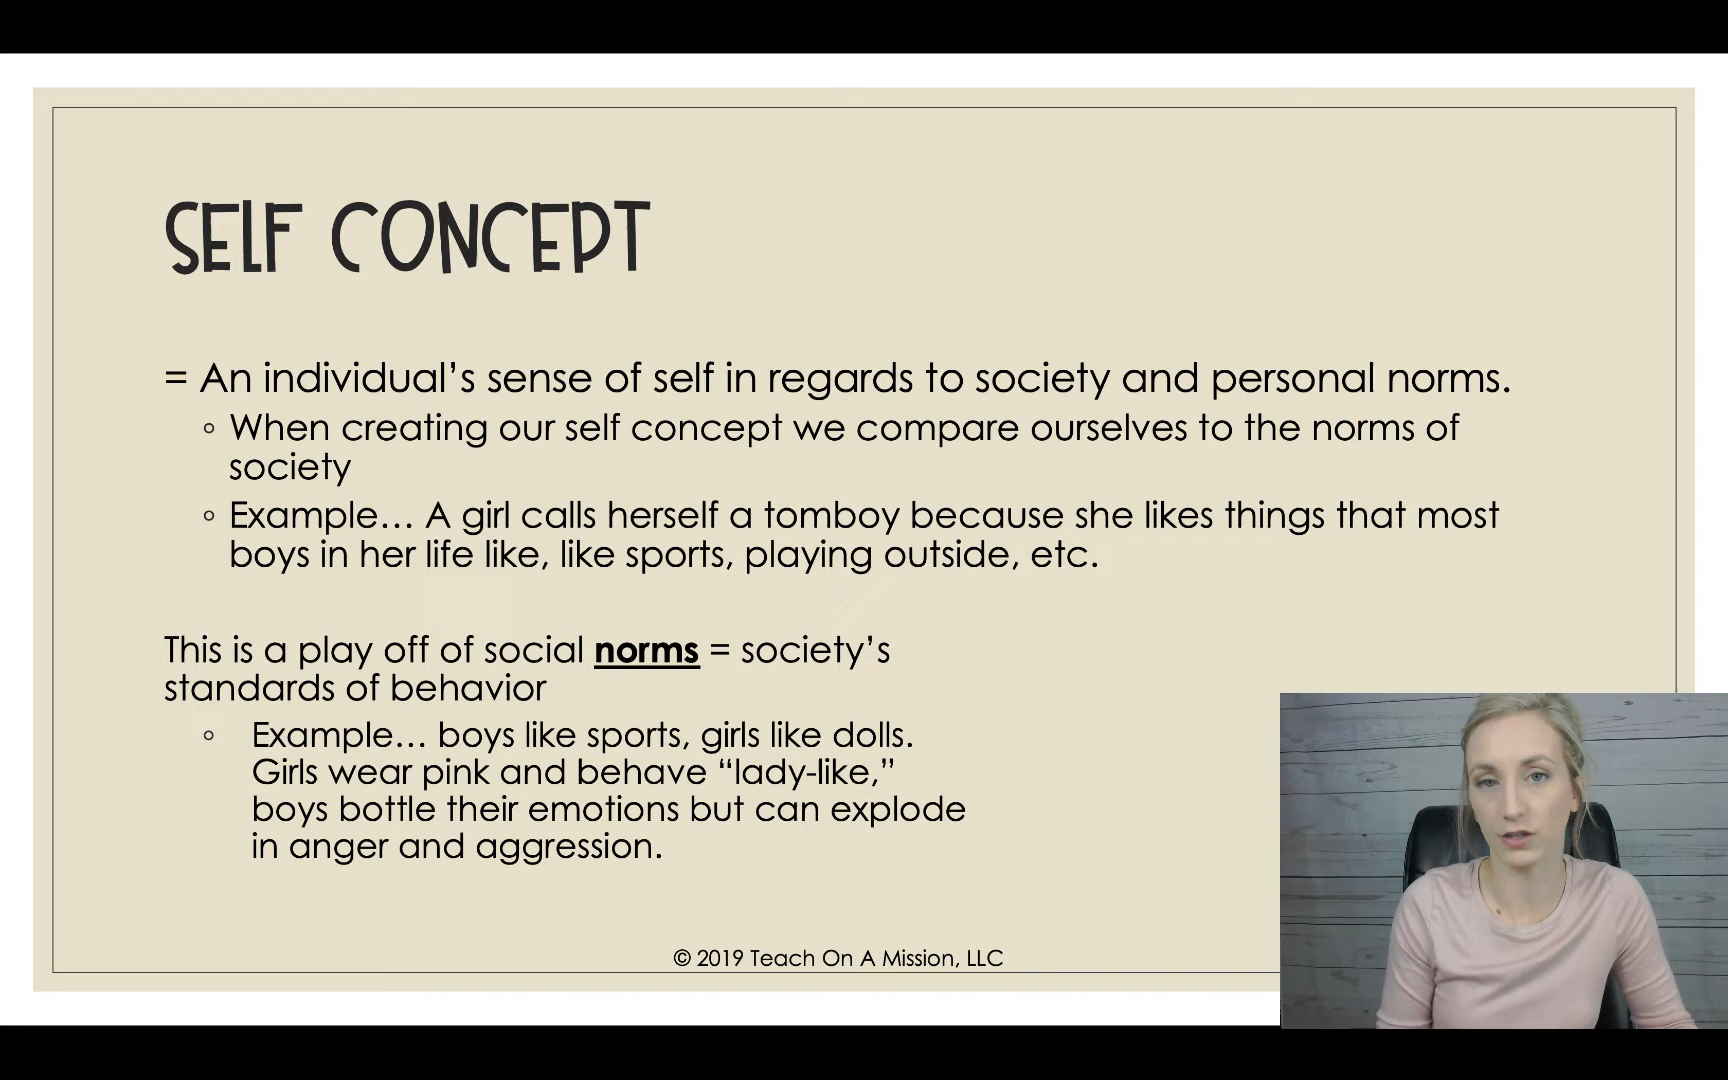 SELF CONCEPT
= An individual's sense of self in regards to society and personal norms.
◦ When creating our self concept we compare ourselves to the norms of
society
◦ Example… A girl calls herself a tomboy because she likes things that most
boys in her life like, like sports, playing outside, etc.
This is a play off of social norms = society's
standards of behavior
◦ Example… boys like sports, girls like dolls.
Girls wear pink and behave “lady-like,”
boys bottle their emotions but can explode
in anger and aggression.
© 2019 Teach On A Mission, LLC